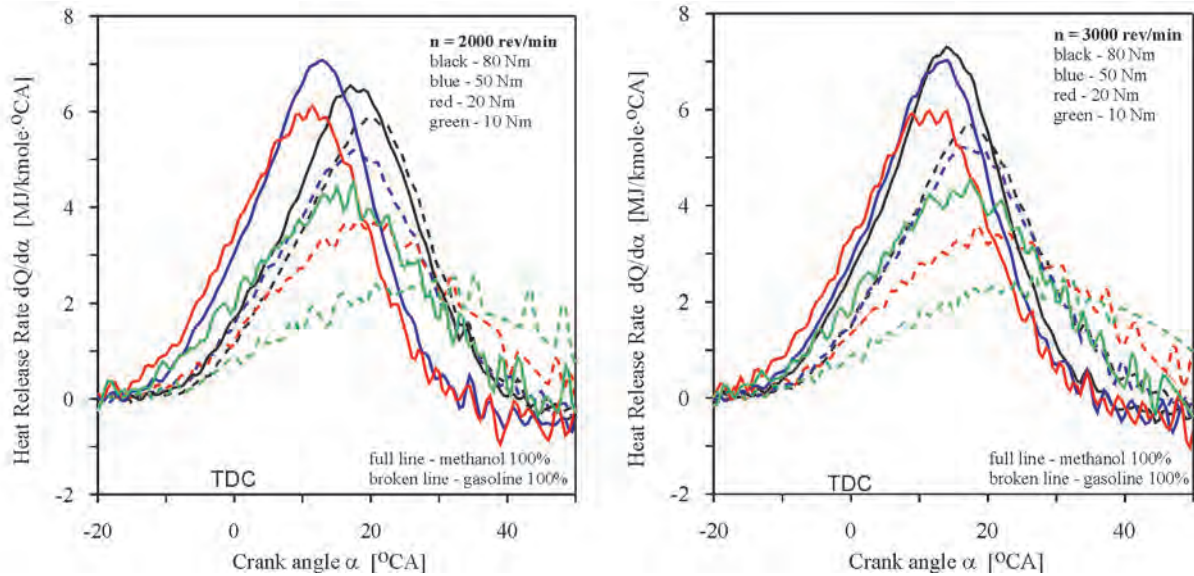 8
6
4
2
0
-2
-20
0
20
40
Heat Release Rate dQ/dα [MJ/kmole·ºCA]
Crank angle α [ºCA]
n = 2000 rev/min
black - 80 Nm
blue - 50 Nm
red - 20 Nm
green - 10 Nm
full line - methanol 100%
broken line - gasoline 100%
TDC
8
6
4
2
0
-2
-20
0
20
40
Heat Release Rate dQ/dα [MJ/kmole·ºCA]
Crank angle α [ºCA]
n = 3000 rev/min
black - 80 Nm
blue - 50 Nm
red - 20 Nm
green - 10 Nm
full line - methanol 100%
broken line - gasoline 100%
TDC